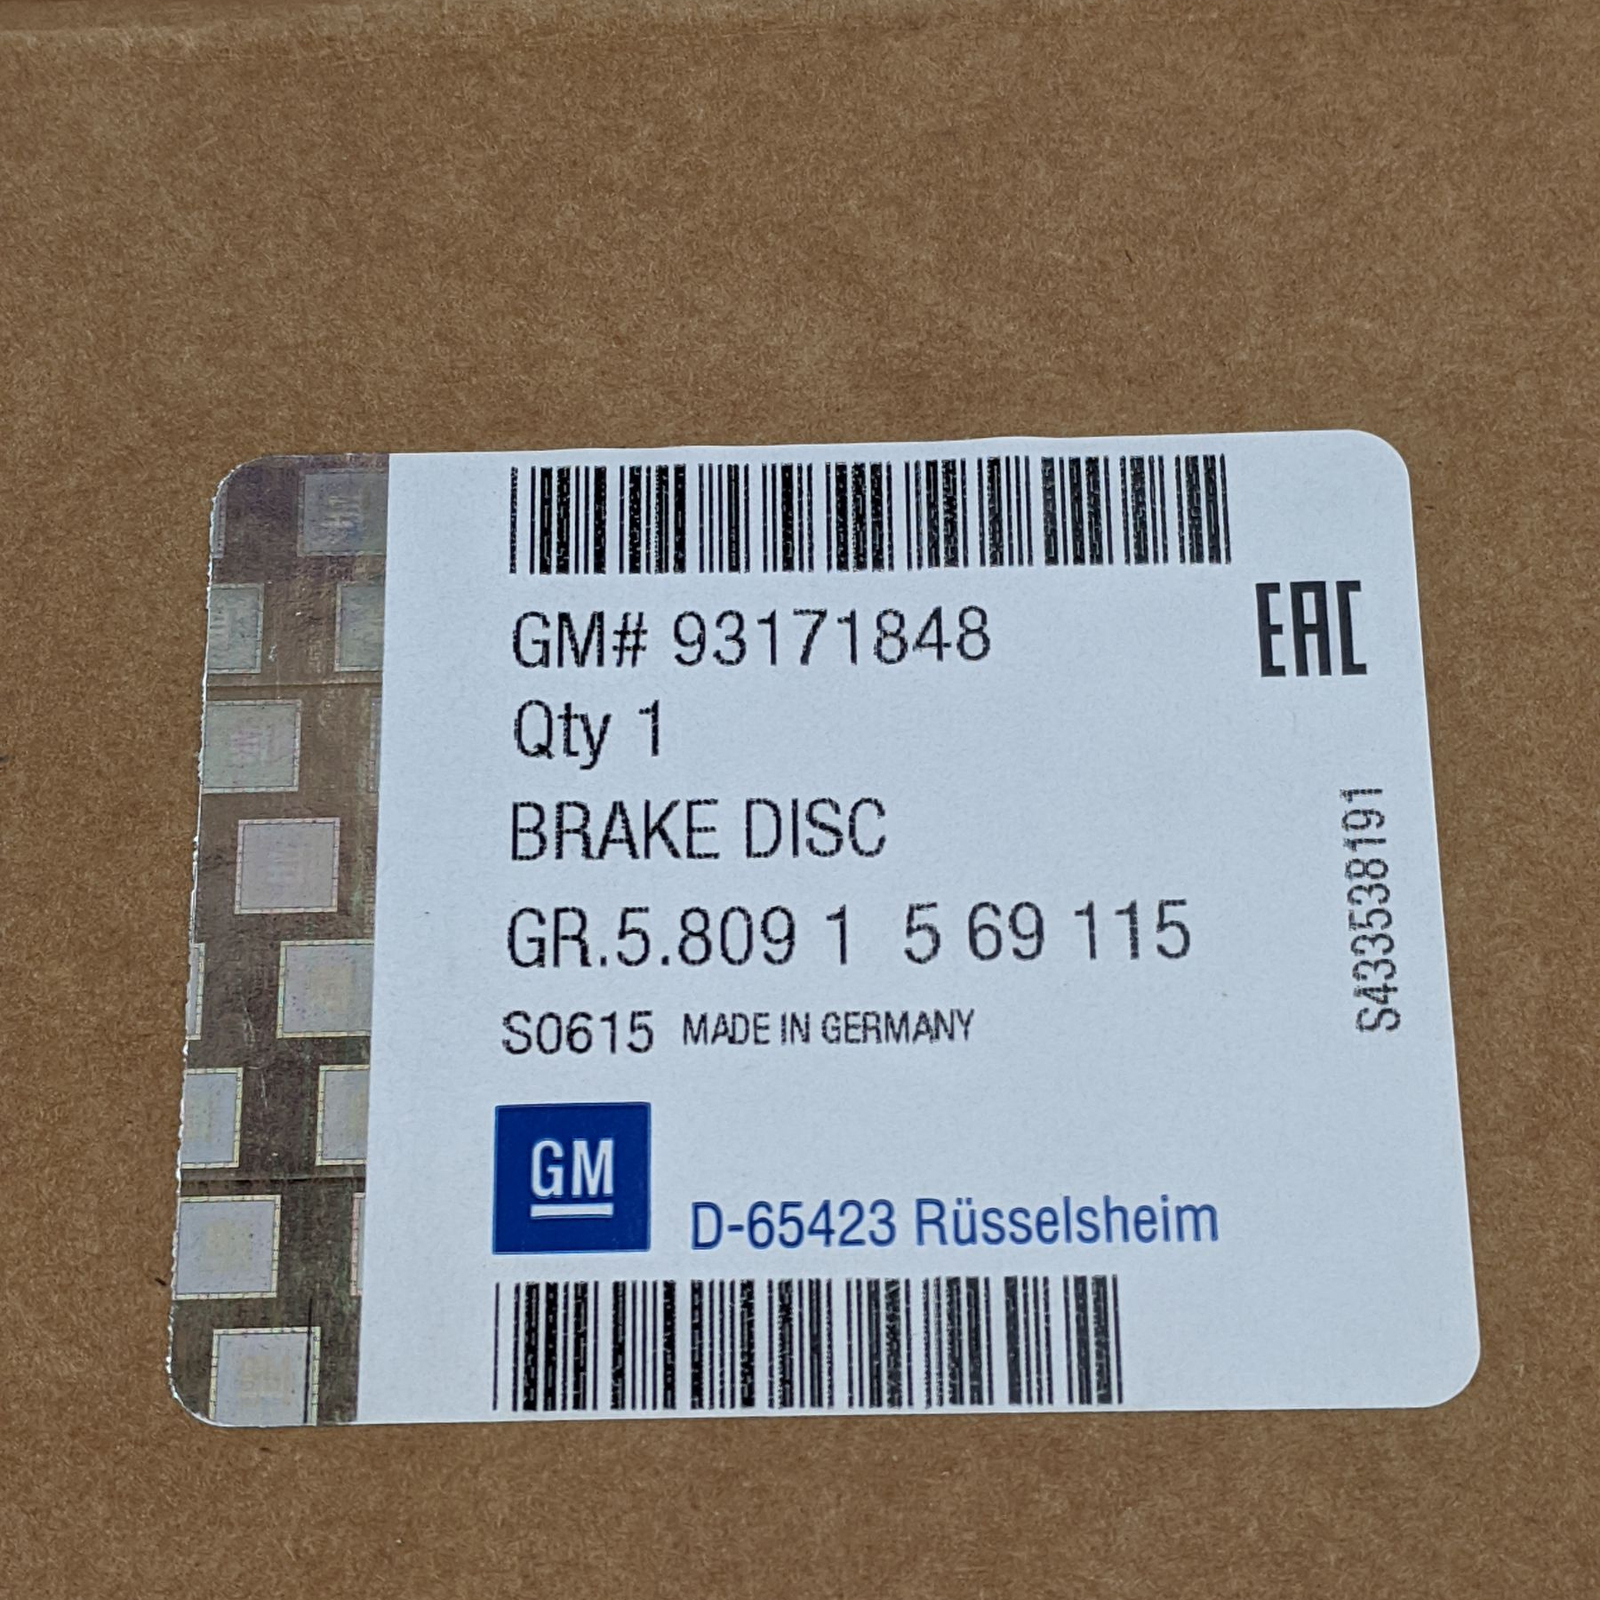 GM# 93171848
EAC
Qty 1
BRAKE DISC
GR.5.809 1 5 69 115
S0615 MADE IN GERMANY
S433538191
GM
D-65423 Rüsselsheim